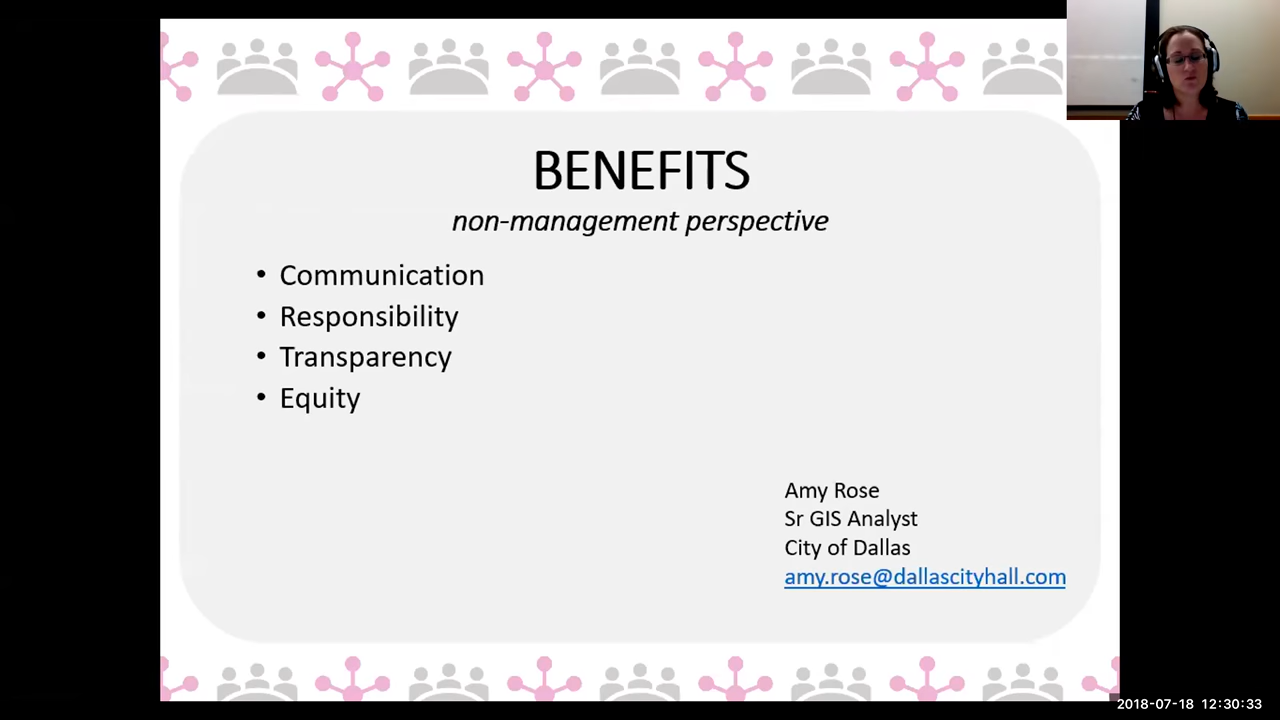 BENEFITS
non-management perspective
• Communication
• Responsibility
• Transparency
• Equity
Amy Rose
Sr GIS Analyst
City of Dallas
amy.rose@dallascityhall.com
2018-07-18 12:30:33